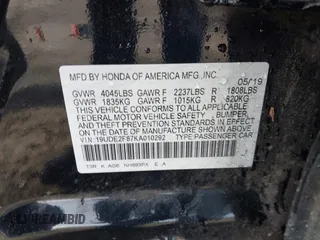 MFD BY HONDA OF AMERICA MFG., INC. 05/19
GVWR 4045LBS GAWR F 2237LBS R 1808LBS
GVWR 1835KG GAWR F 1015KG R 820KG
THIS VEHICLE CONFORMS TO ALL APPLICABLE
FEDERAL MOTOR VEHICLE SAFETY, BUMPER, AND
THEFT PREVENTION STANDARDS IN EFFECT ON THE
DATE OF MANUFACTURE SHOWN ABOVE.
VIN: 19UDE2F87KA010292 TYPE: PASSENGER CAR
T3R K A06
U.S.A.